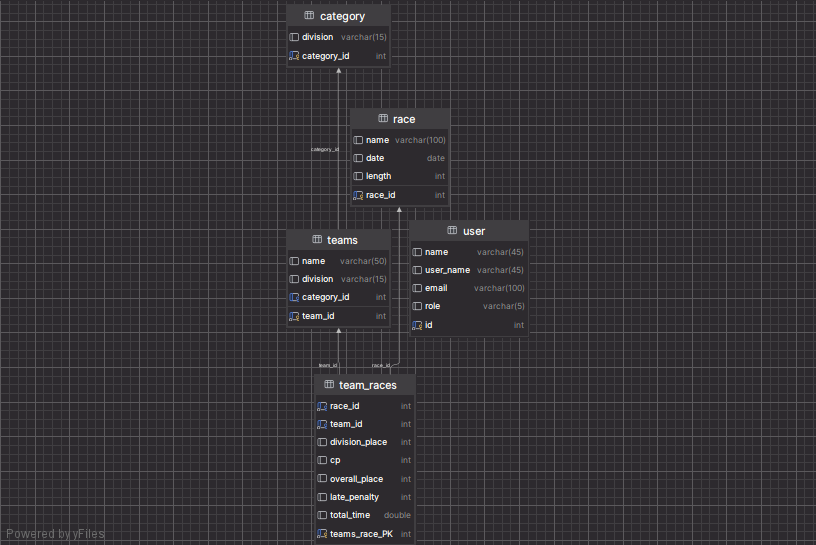 category
division varchar(15)
category_id int
race
name varchar(100)
date date
length int
race_id int
category_id
teams
name varchar(50)
division varchar(15)
category_id int
team_id int
user
name varchar(45)
user_name varchar(45)
email varchar(100)
role varchar(5)
id int
team_id
race_id
team_races
race_id int
team_id int
division_place int
cp int
overall_place int
late_penalty int
total_time double
teams_race_PK int
Powered by yFiles